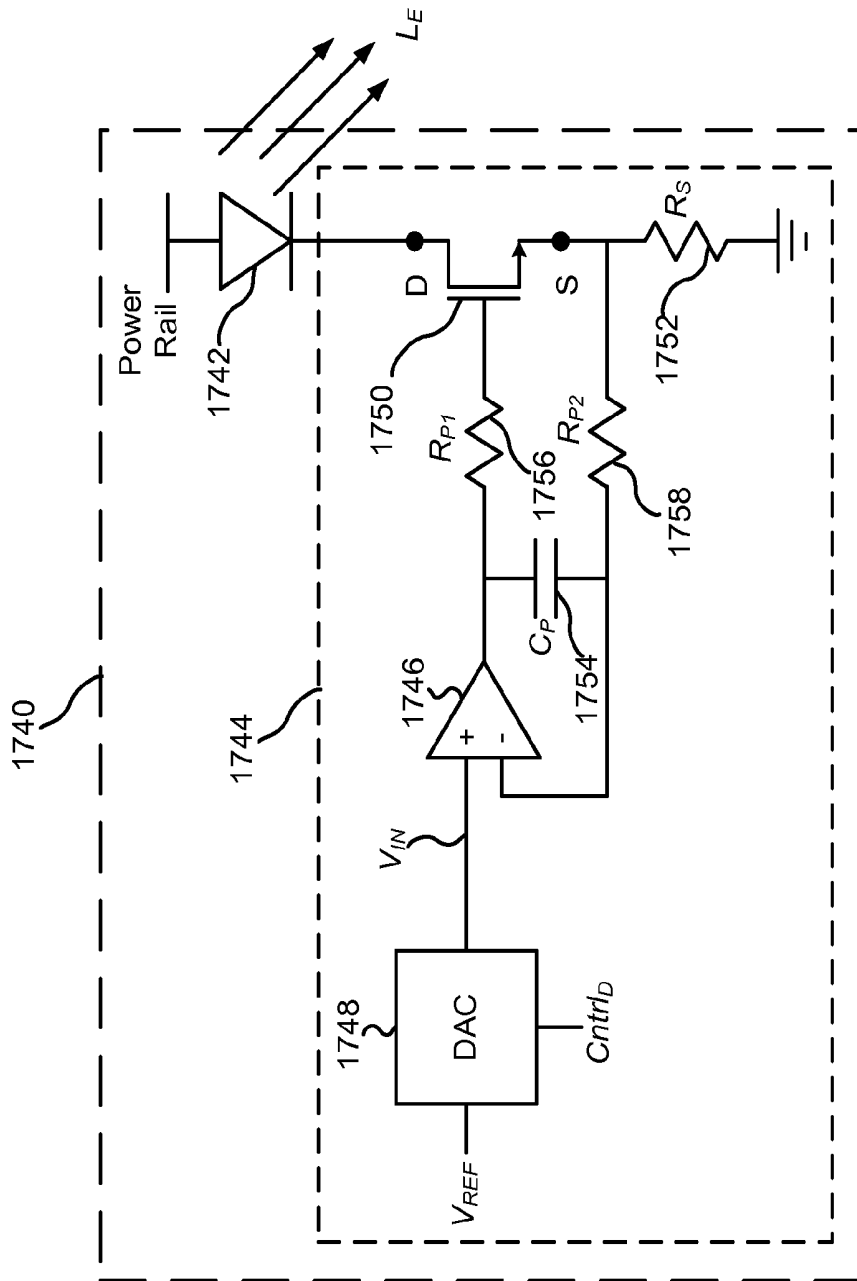 1740
1744
Power
Rail
1742
L_E
D
1750
S
R_P1
1756
R_P2
1758
R_S
1752
C_P
1754
1746
+
-
V_IN
1748
DAC
V_REF
Cntrl_D